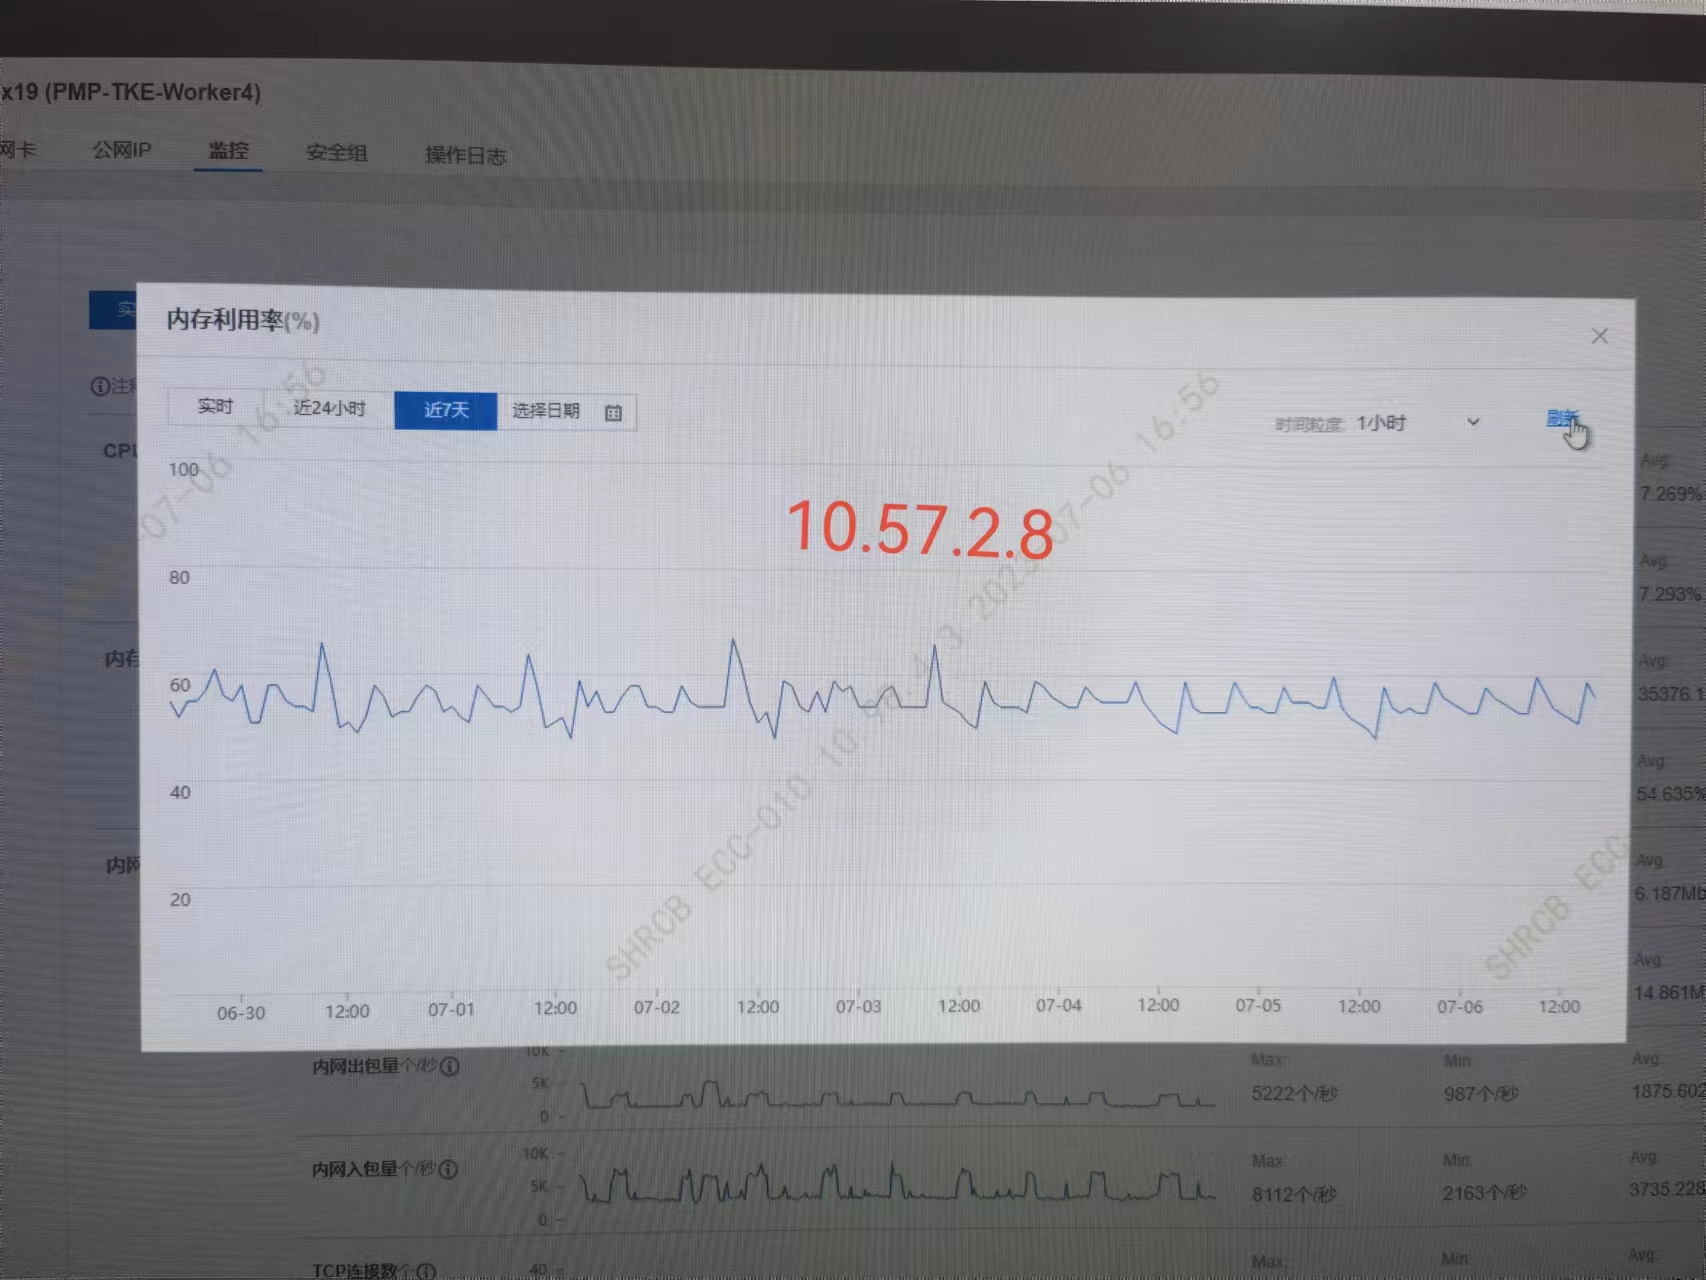 x19 (PMP-TKE-Worker4)
网卡 公网IP 监控 安全组 操作日志
内存利用率(%)
实时 近24小时 近7天 选择日期
时间粒度: 1小时 刷新
10.57.2.8
100
80
60
40
20
06-30 12:00 07-01 12:00 07-02 12:00 07-03 12:00 07-04 12:00 07-05 12:00 07-06 12:00
CPU
内存
内网
Avg:
7.269%
Avg:
7.293%
Avg:
35376.1
Avg:
54.635%
Avg:
6.187Mb
Avg:
14.861M
内网出包量个/秒
10K
5K
0
Max: Min: Avg:
5222个/秒 987个/秒 1875.602
内网入包量个/秒
10K
5K
0
Max: Min: Avg:
8112个/秒 2163个/秒 3735.228
TCP连接数个
40
Max: Min: Avg:
07-06 16:56
SHRCB ECC-010
07-06 16:56
SHRCB ECC